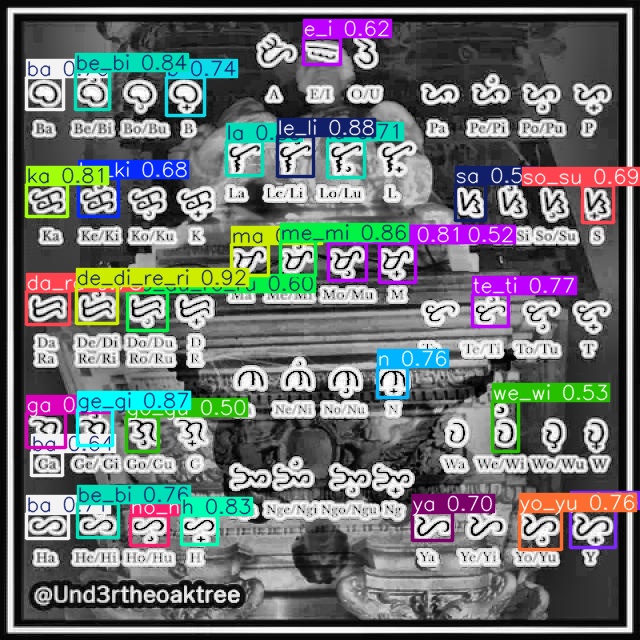 e_i 0.62
ᜀ ᜁ ᜂ
A E/I O/U
ba
be_bi 0.84
0.74
ᜊ ᜊᜒ ᜊᜓ ᜊ᜔
Ba Be/Bi Bo/Bu B
ᜉ ᜉᜒ ᜉᜓ ᜉ᜔
Pa Pe/Pi Po/Pu P
la
le_li 0.88
71
ᜎ ᜎᜒ ᜎᜓ ᜎ᜔
La Le/Li Lo/Lu L
ka 0.81
ki 0.68
ᜃ ᜃᜒ ᜃᜓ ᜃ᜔
Ka Ke/Ki Ko/Ku K
sa 0.5
so_su 0.69
ᜐ ᜐᜒ ᜐᜓ ᜐ᜔
Si So/Su S
ma
me_mi 0.86
0.81
0.52
ᜋ ᜋᜒ ᜋᜓ ᜋ᜔
Ma Me/Mi Mo/Mu M
de_di_re_ri 0.92
0.60
ᜇ ᜇᜒ ᜇᜓ ᜇ᜔
Da De/Di Do/Du D
Ra Re/Ri Ro/Ru R
te_ti 0.77
ᜆ ᜆᜒ ᜆᜓ ᜆ᜔
Te/Ti To/Tu T
n 0.76
ᜈ ᜈᜒ ᜈᜓ ᜈ᜔
Ne/Ni No/Nu N
ga
ge_gi 0.87
go_gu 0.50
ᜄ ᜄᜒ ᜄᜓ ᜄ᜔
ba 0.64
Ga Ge/Gi Go/Gu G
we_wi 0.53
ᜏ ᜏᜒ ᜏᜓ ᜏ᜔
Wa We/Wi Wo/Wu W
ᜅ ᜅᜒ ᜅᜓ ᜅ᜔
Nge/Ngi Ngo/Ngu Ng
ba
be_bi 0.76
h 0.83
ᜑ ᜑᜒ ᜑᜓ ᜑ᜔
Ha He/Hi Ho/Hu H
ya 0.70
yo_yu 0.76
ᜌ ᜌᜒ ᜌᜓ ᜌ᜔
Ya Ye/Yi Yo/Yu Y
@Und3rtheoaktree